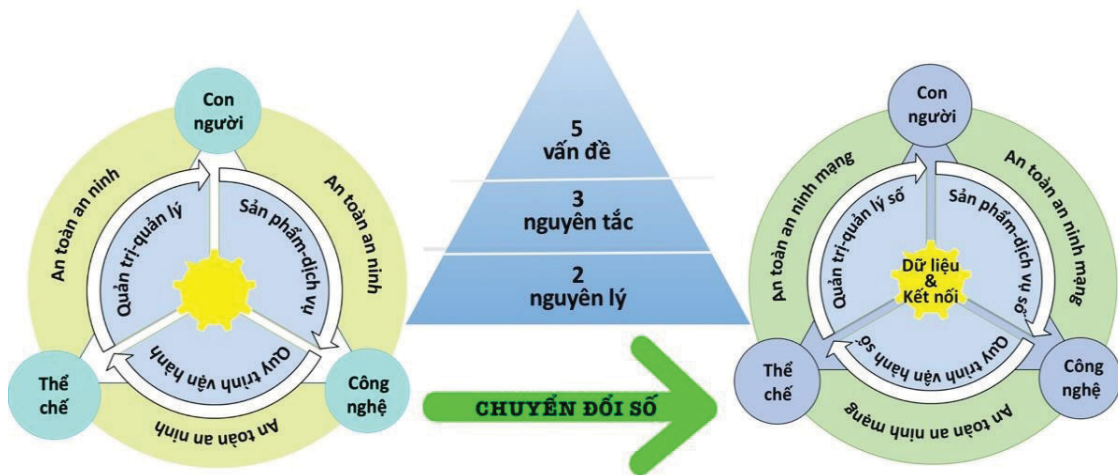 Con
người
An toàn an ninh
An toàn an ninh
Quản trị-quản lý
Sản phẩm-dịch vụ
Quy trình vận hành
Thể
chế
Công
nghệ
An toàn an ninh
5
vấn đề
3
nguyên tắc
2
nguyên lý
CHUYỂN ĐỔI SỐ
Con
người
An toàn an ninh mạng
An toàn an ninh mạng
Quản trị-quản lý số
Sản phẩm-dịch vụ số
Dữ liệu
&
Kết nối
Quy trình vận hành số
Thể
chế
Công
nghệ
An toàn an ninh mạng